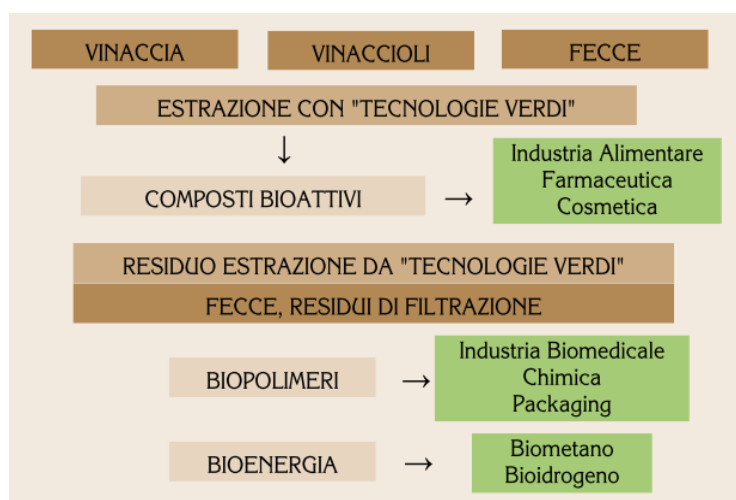 VINACCIA
VINACCIOLI
FECCE
ESTRAZIONE CON "TECNOLOGIE VERDI"
COMPOSTI BIOATTIVI
Industria Alimentare
Farmaceutica
Cosmetica
RESIDUO ESTRAZIONE DA "TECNOLOGIE VERDI"
FECCE, RESIDUI DI FILTRAZIONE
BIOPOLIMERI
Industria Biomedicale
Chimica
Packaging
BIOENERGIA
Biometano
Bioidrogeno